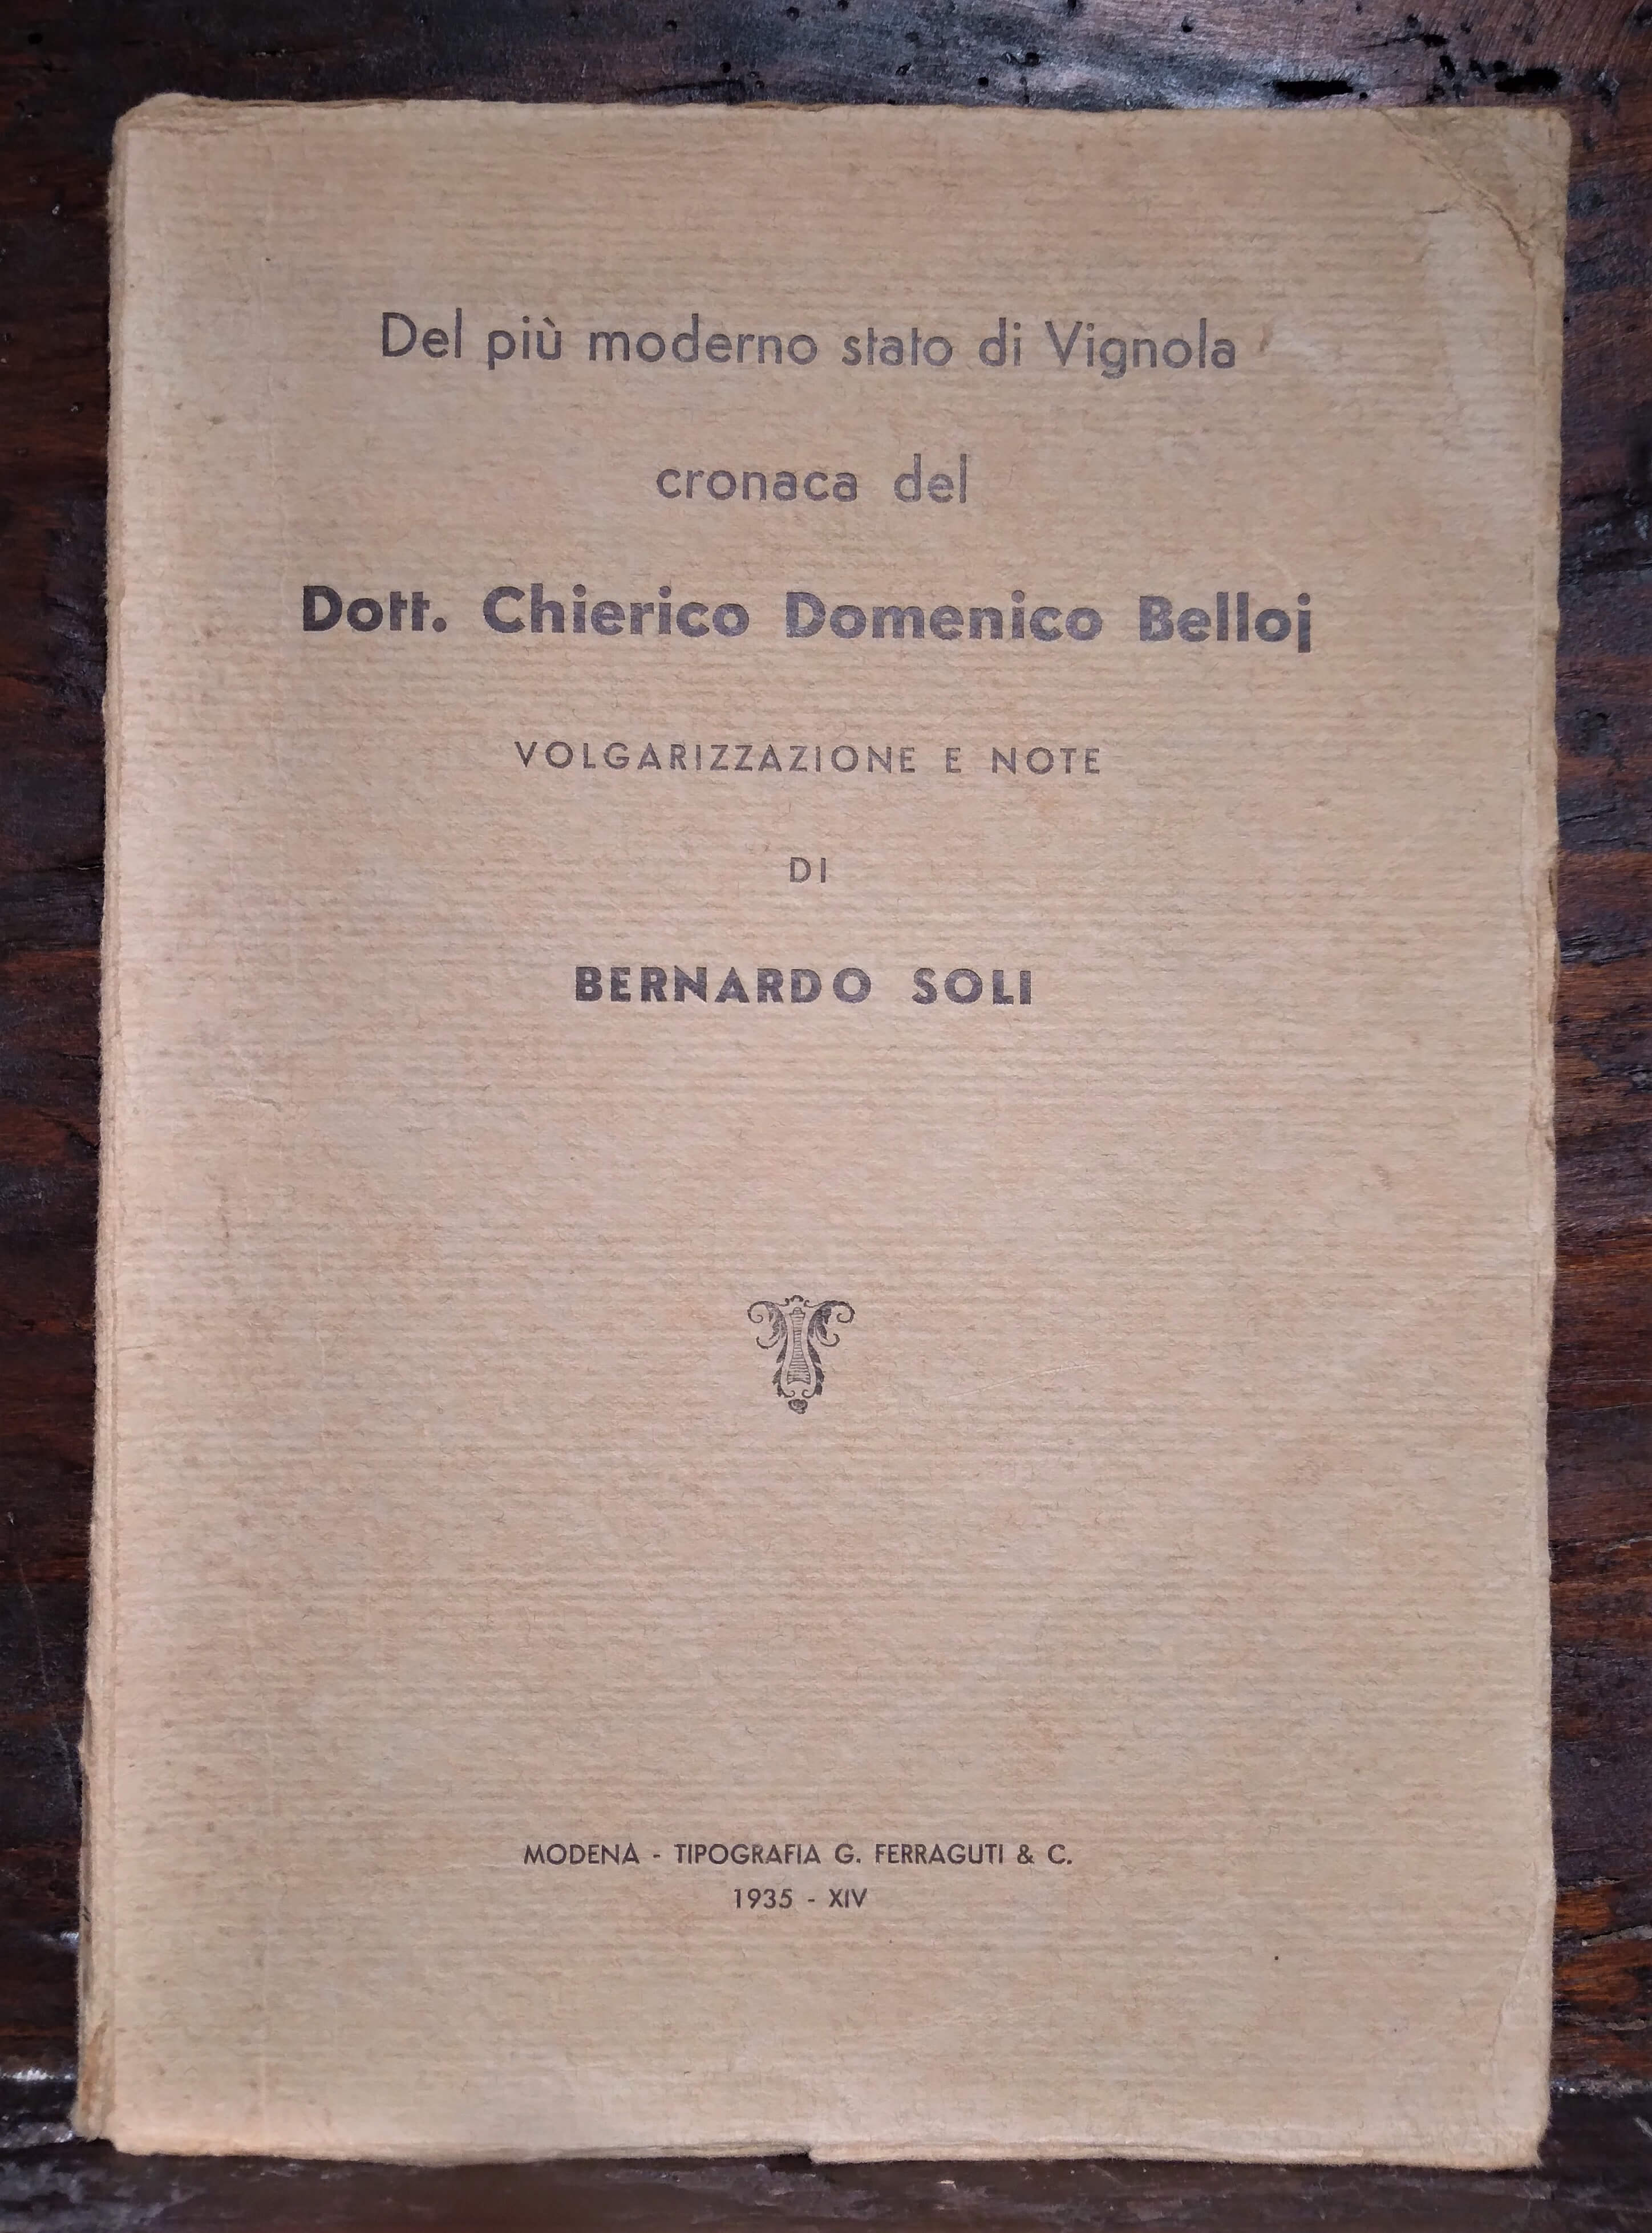 Del più moderno stato di Vignola
cronaca del
Dott. Chierico Domenico Belloj
VOLGARIZZAZIONE E NOTE
DI
BERNARDO SOLI
MODENA - TIPOGRAFIA G. FERRAGUTI & C.
1935 - XIV